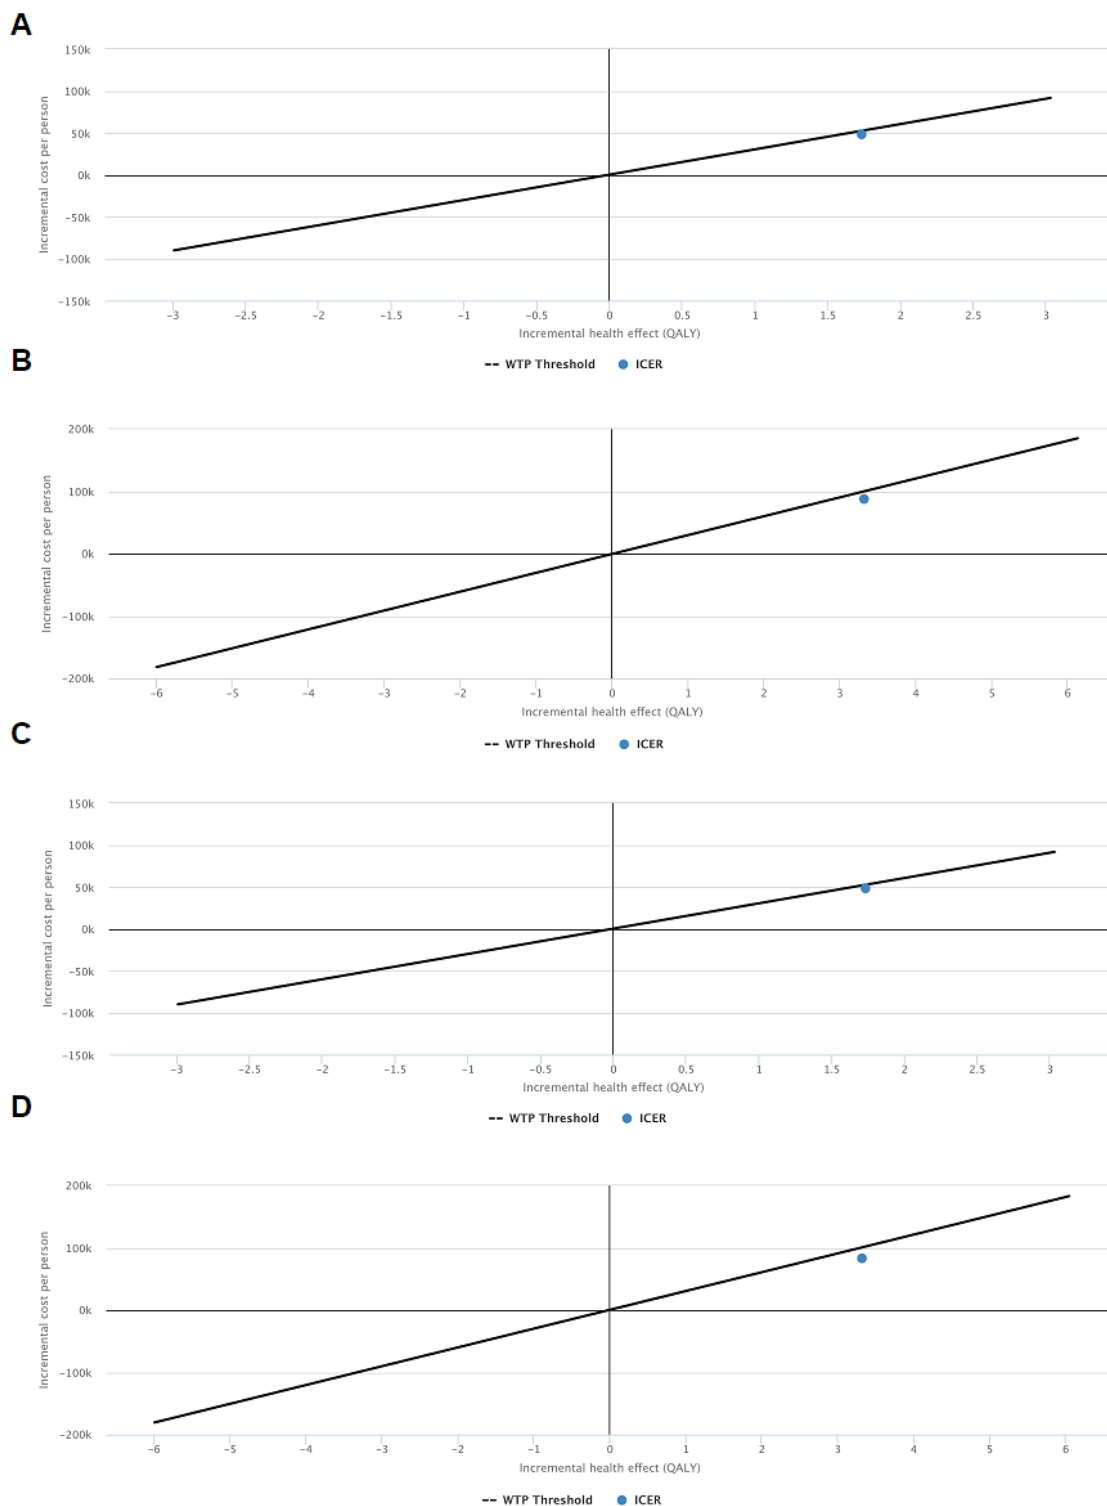 A
Incremental cost per person
150k
100k
50k
0k
−50k
−100k
−150k
−3 −2.5 −2 −1.5 −1 −0.5 0 0.5 1 1.5 2 2.5 3
Incremental health effect (QALY)
-- WTP Threshold ICER
B
Incremental cost per person
200k
100k
0k
−100k
−200k
−6 −5 −4 −3 −2 −1 0 1 2 3 4 5 6
Incremental health effect (QALY)
-- WTP Threshold ICER
C
Incremental cost per person
150k
100k
50k
0k
−50k
−100k
−150k
−3 −2.5 −2 −1.5 −1 −0.5 0 0.5 1 1.5 2 2.5 3
Incremental health effect (QALY)
-- WTP Threshold ICER
D
Incremental cost per person
200k
100k
0k
−100k
−200k
−6 −5 −4 −3 −2 −1 0 1 2 3 4 5 6
Incremental health effect (QALY)
-- WTP Threshold ICER